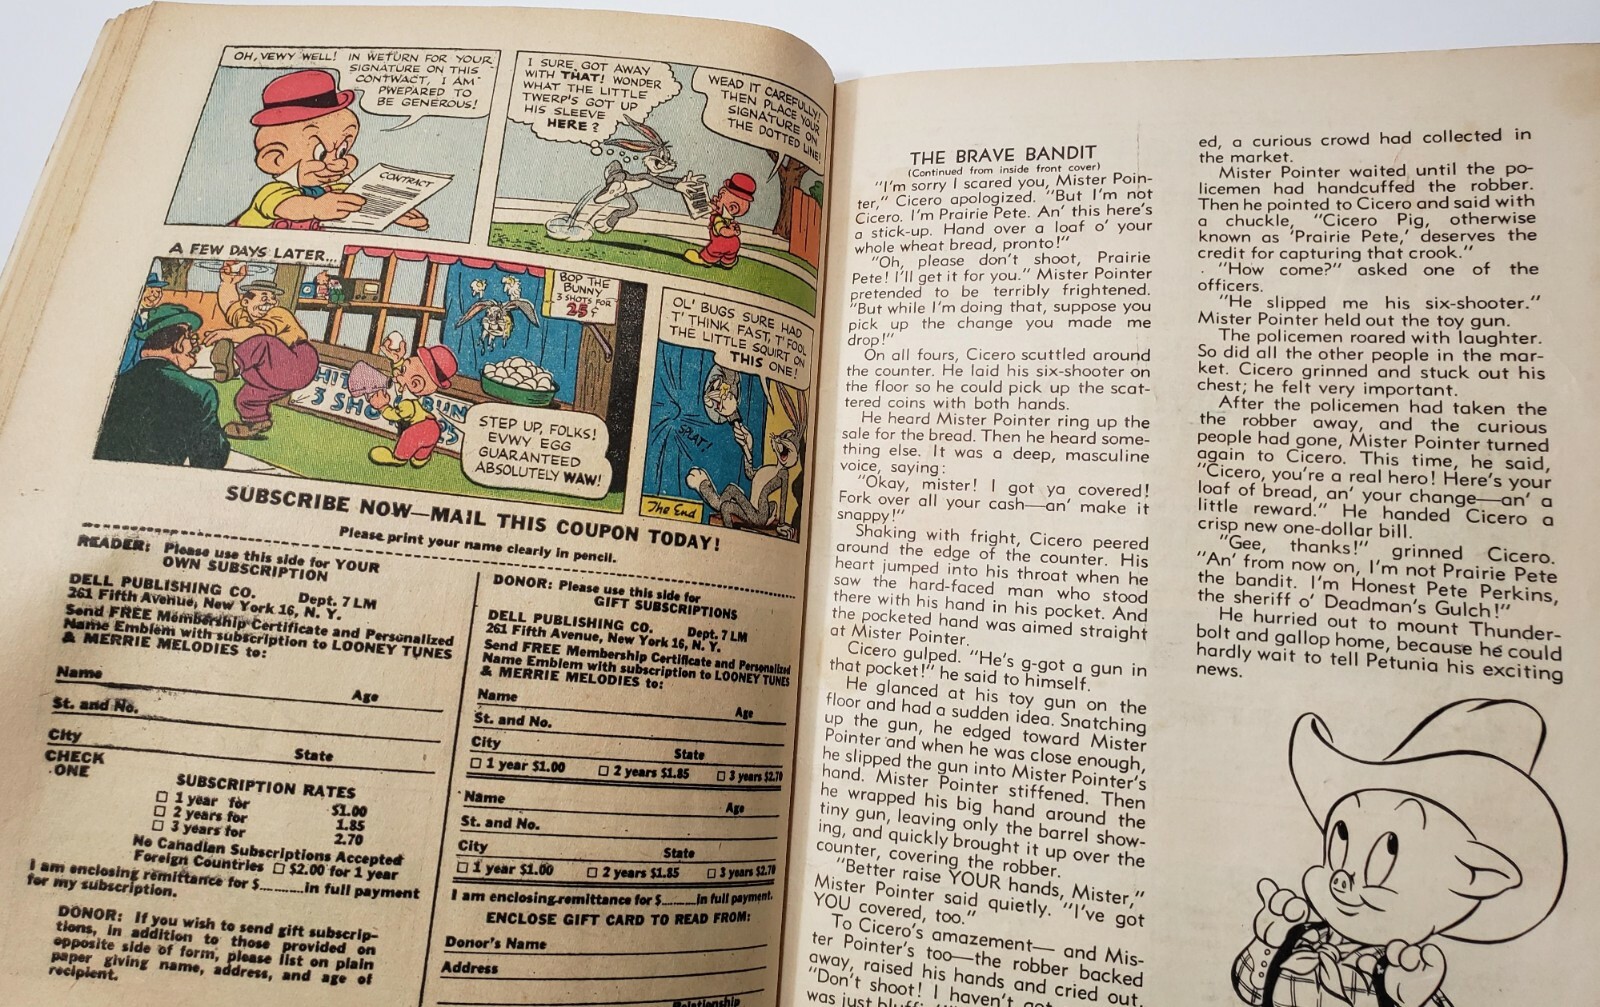 OH, VEWY WELL! IN WETURN FOR YOUR
SIGNATURE ON THIS
CONTWACT, I AM
PWEPARED TO
BE GENEROUS!
CONTRACT
I SURE GOT AWAY
WITH THAT! WONDER
WHAT THE LITTLE
TWERP'S GOT UP
HIS SLEEVE
HERE?
WEAD IT CAREFULLY!
THEN PLACE YOUR
SIGNATURE ON
THE DOTTED LINE!
A FEW DAYS LATER...
BOP THE
BUNNY
3 SHOTS FOR
25¢
HIT
3 SHO
BUN
25
STEP UP, FOLKS!
EVWY EGG
GUARANTEED
ABSOLUTELY WAW!
OL' BUGS SURE HAD
T' THINK FAST, T' FOOL
THE LITTLE SQUIRT ON
THIS ONE!
SPLAT!
The End
SUBSCRIBE NOW—MAIL THIS COUPON TODAY!
Please print your name clearly in pencil.
READER: Please use this side for YOUR
OWN SUBSCRIPTION
DELL PUBLISHING CO. Dept. 7 LM
261 Fifth Avenue, New York 16, N. Y.
Send FREE Membership Certificate and Personalized
Name Emblem with subscription to LOONEY TUNES
& MERRIE MELODIES to:
Name
Age
St. and No.
City
State
CHECK
ONE
SUBSCRIPTION RATES
☐ 1 year for $1.00
☐ 2 years for 1.85
☐ 3 years for 2.70
No Canadian Subscriptions Accepted
Foreign Countries ☐ $2.00 for 1 year
I am enclosing remittance for $..........in full payment
for my subscription.
DONOR: If you wish to send gift subscrip-
tions, in addition to those provided on
opposite side of form, please list on plain
paper giving name, address, and age of
recipient.
DONOR: Please use this side for
GIFT SUBSCRIPTIONS
DELL PUBLISHING CO. Dept. 7 LM
261 Fifth Avenue, New York 16, N. Y.
Send FREE Membership Certificate and Personalized
Name Emblem with subscription to LOONEY TUNES
& MERRIE MELODIES to:
Name
Age
St. and No.
City
State
☐ 1 year $1.00 ☐ 2 years $1.85 ☐ 3 years $2.70
Name
Age
St. and No.
City
State
☐ 1 year $1.00 ☐ 2 years $1.85 ☐ 3 years $2.70
I am enclosing remittance for $..........in full payment.
ENCLOSE GIFT CARD TO READ FROM:
Donor's Name
Address
Relationship
THE BRAVE BANDIT
(Continued from inside front cover)
"I'm sorry I scared you, Mister Poin-
ter," Cicero apologized. "But I'm not
Cicero. I'm Prairie Pete. An' this here's
a stick-up. Hand over a loaf o' your
whole wheat bread, pronto!"
"Oh, please don't shoot, Prairie
Pete! I'll get it for you." Mister Pointer
pretended to be terribly frightened.
"But while I'm doing that, suppose you
pick up the change you made me
drop!"
On all fours, Cicero scuttled around
the counter. He laid his six-shooter on
the floor so he could pick up the scat-
tered coins with both hands.
He heard Mister Pointer ring up the
sale for the bread. Then he heard some-
thing else. It was a deep, masculine
voice, saying:
"Okay, mister! I got ya covered!
Fork over all your cash—an' make it
snappy!"
Shaking with fright, Cicero peered
around the edge of the counter. His
heart jumped into his throat when he
saw the hard-faced man who stood
there with his hand in his pocket. And
the pocketed hand was aimed straight
at Mister Pointer.
Cicero gulped. "He's g-got a gun in
that pocket!" he said to himself.
He glanced at his toy gun on the
floor and had a sudden idea. Snatching
up the gun, he edged toward Mister
Pointer and when he was close enough,
he slipped the gun into Mister Pointer's
hand. Mister Pointer stiffened. Then
he wrapped his big hand around the
tiny gun, leaving only the barrel show-
ing, and quickly brought it up over the
counter, covering the robber.
"Better raise YOUR hands, Mister,"
Mister Pointer said quietly. "I've got
YOU covered, too."
To Cicero's amazement— and Mis-
ter Pointer's too—the robber backed
away, raised his hands and cried out.
"Don't shoot! I haven't got
was just bluffi
ed, a curious crowd had collected in
the market.
Mister Pointer waited until the po-
licemen had handcuffed the robber.
Then he pointed to Cicero and said with
a chuckle, "Cicero Pig, otherwise
known as 'Prairie Pete,' deserves the
credit for capturing that crook."
"How come?" asked one of the
officers.
"He slipped me his six-shooter."
Mister Pointer held out the toy gun.
The policemen roared with laughter.
So did all the other people in the mar-
ket. Cicero grinned and stuck out his
chest; he felt very important.
After the policemen had taken the
the robber away, and the curious
people had gone, Mister Pointer turned
again to Cicero. This time, he said,
"Cicero, you're a real hero! Here's your
loaf of bread, an' your change—an' a
little reward." He handed Cicero a
crisp new one-dollar bill.
"Gee, thanks!" grinned Cicero.
"An' from now on, I'm not Prairie Pete
the bandit. I'm Honest Pete Perkins,
the sheriff o' Deadman's Gulch!"
He hurried out to mount Thunder-
bolt and gallop home, because he could
hardly wait to tell Petunia his exciting
news.